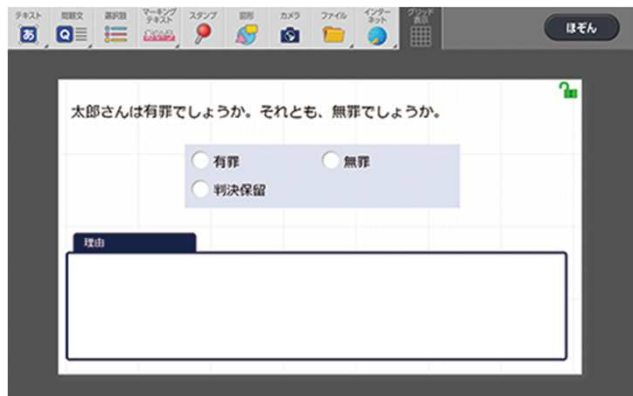 テキスト
問題文
選択肢
マーキング
テキスト
スタンプ
図形
カメラ
ファイル
インター
ネット
グリッド
表示
あ
Q
ほぞん
太郎さんは有罪でしょうか。それとも、無罪でしょうか。
有罪
無罪
判決保留
理由